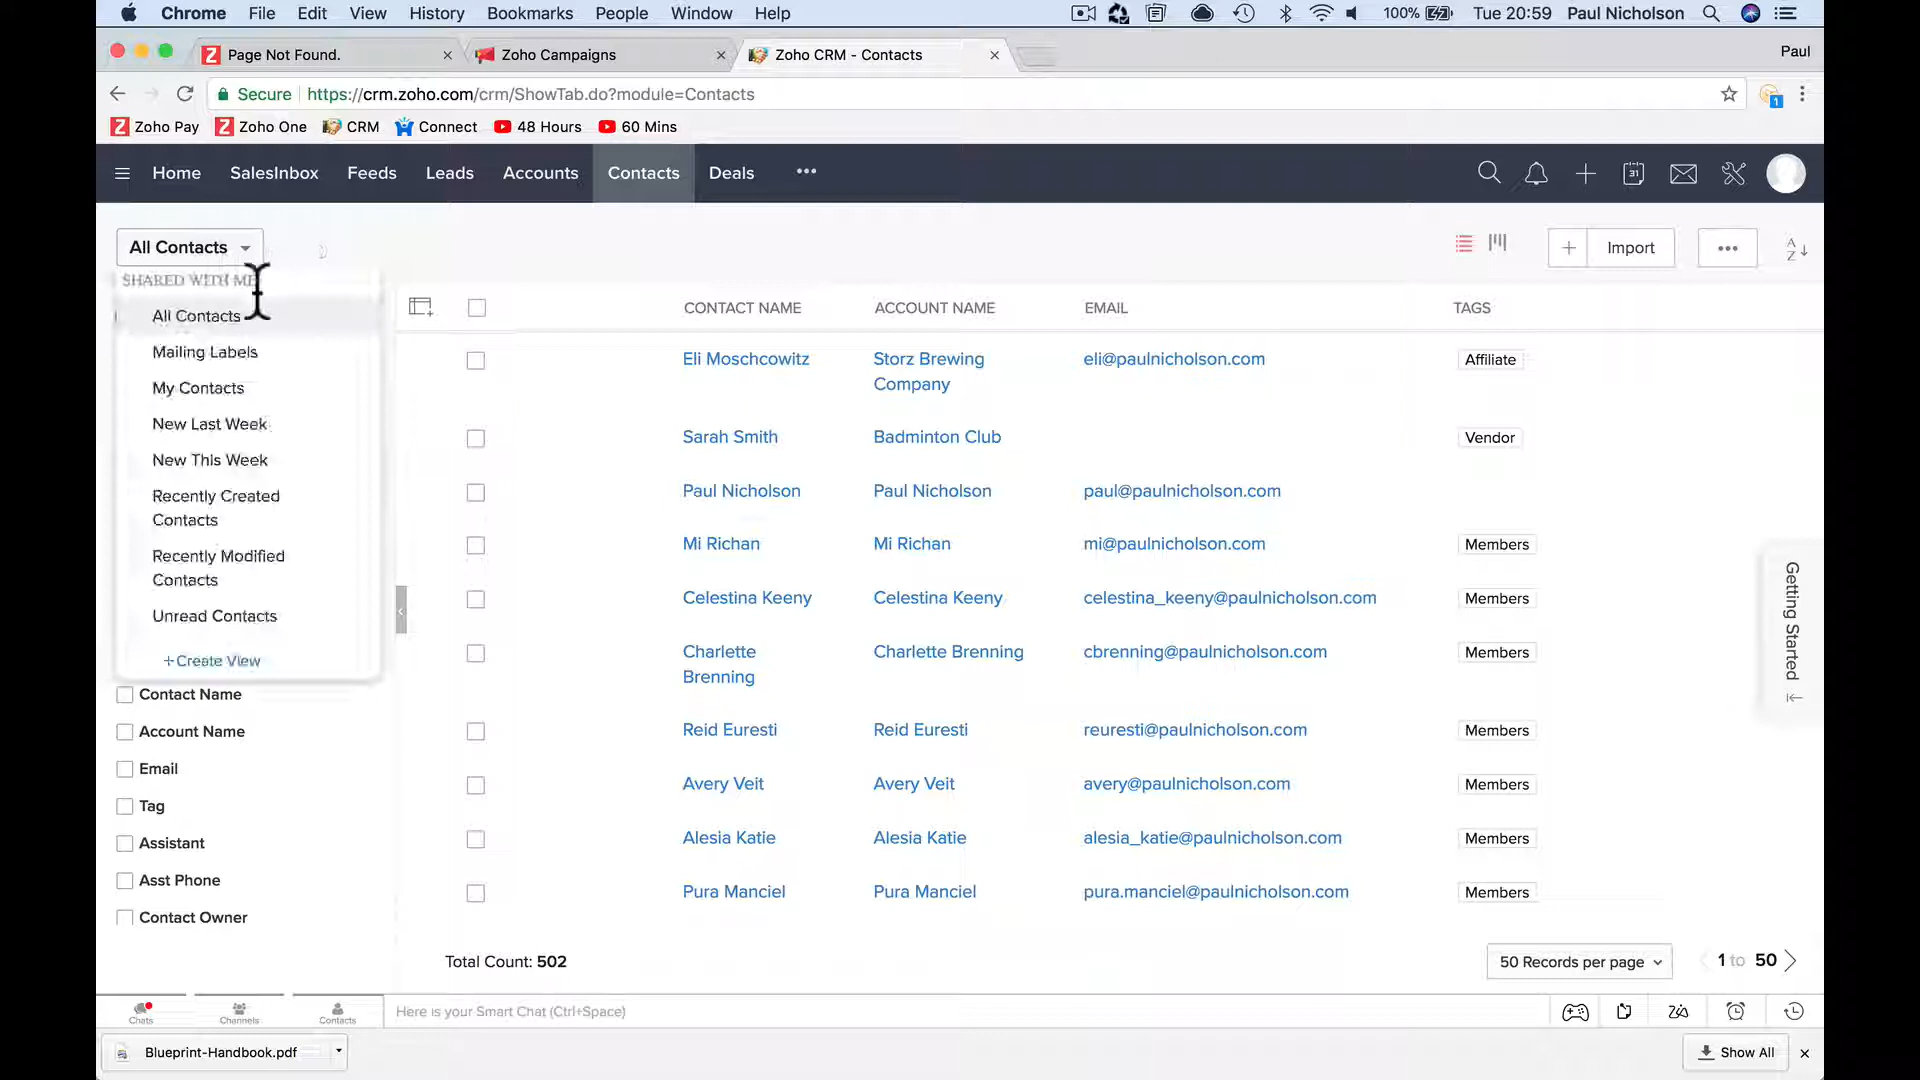 Chrome File Edit View History Bookmarks People Window Help 100% Tue 20:59 Paul Nicholson
Page Not Found. Zoho Campaigns Zoho CRM - Contacts Paul
Secure https://crm.zoho.com/crm/ShowTab.do?module=Contacts 1
Zoho Pay Zoho One CRM Connect 48 Hours 60 Mins
Home SalesInbox Feeds Leads Accounts Contacts Deals ••• 31
All Contacts + Import ••• A Z
SHARED WITH ME
All Contacts
Mailing Labels
My Contacts
New Last Week
New This Week
Recently Created
Contacts
Recently Modified
Contacts
Unread Contacts
+Create View
Contact Name
Account Name
Email
Tag
Assistant
Asst Phone
Contact Owner
CONTACT NAME ACCOUNT NAME EMAIL TAGS
Eli Moschcowitz Storz Brewing Company eli@paulnicholson.com Affiliate
Sarah Smith Badminton Club Vendor
Paul Nicholson Paul Nicholson paul@paulnicholson.com
Mi Richan Mi Richan mi@paulnicholson.com Members
Celestina Keeny Celestina Keeny celestina_keeny@paulnicholson.com Members
Charlette Brenning Charlette Brenning cbrenning@paulnicholson.com Members
Reid Euresti Reid Euresti reuresti@paulnicholson.com Members
Avery Veit Avery Veit avery@paulnicholson.com Members
Alesia Katie Alesia Katie alesia_katie@paulnicholson.com Members
Pura Manciel Pura Manciel pura.manciel@paulnicholson.com Members
Getting Started
Total Count: 502 50 Records per page 1 to 50
Chats Channels Contacts Here is your Smart Chat (Ctrl+Space)
Blueprint-Handbook.pdf Show All